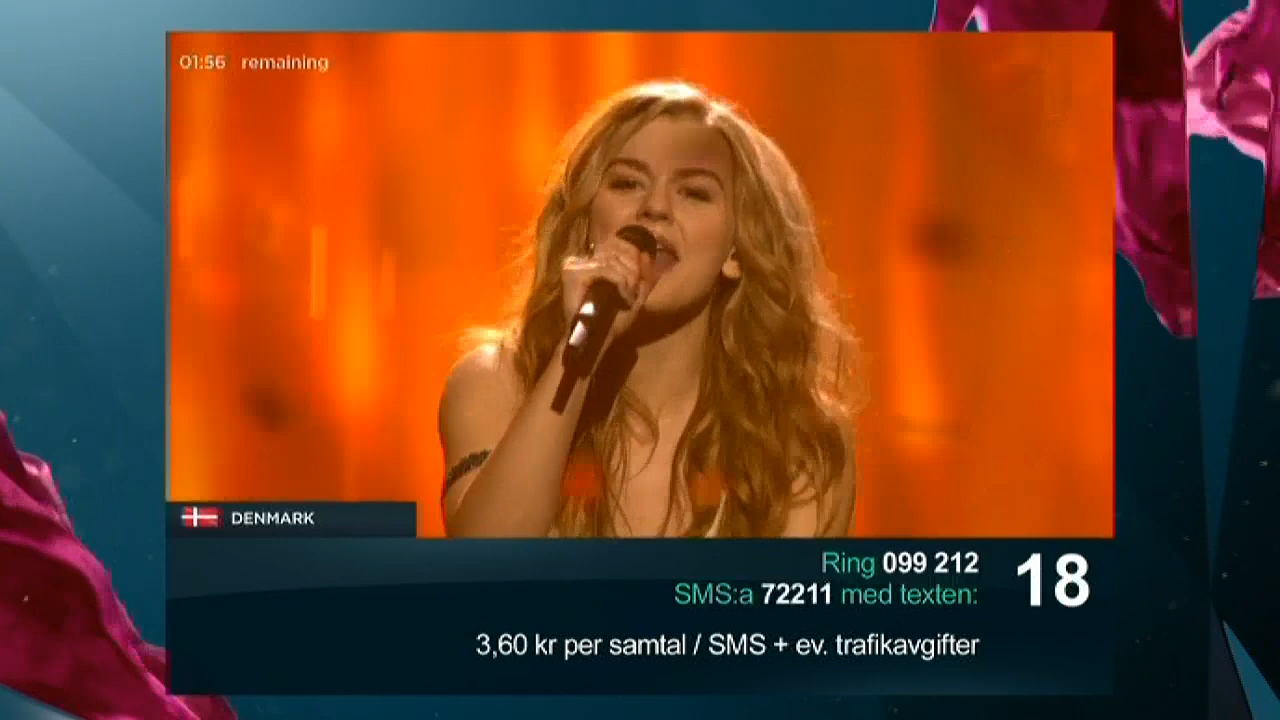 01:56 remaining
DENMARK
Ring 099 212
SMS:a 72211 med texten:
18
3,60 kr per samtal / SMS + ev. trafikavgifter